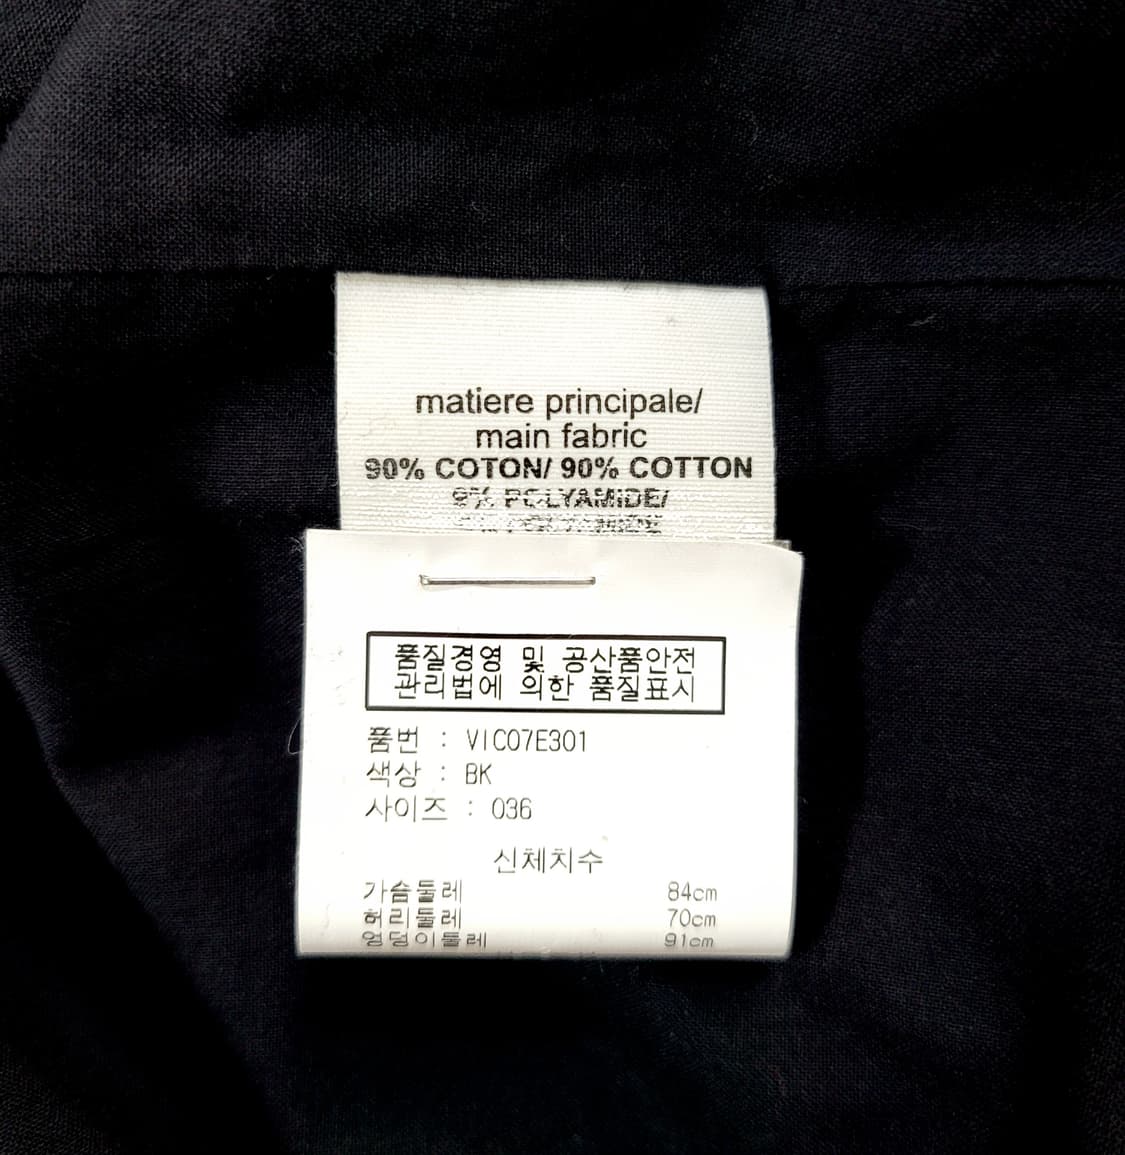 matiere principale/
main fabric
90% COTON/ 90% COTTON
9% POLYAMIDE/
품질경영 및 공산품안전
관리법에 의한 품질표시
품번 : VIC07E301
색상 : BK
사이즈 : 036
신체치수
가슴둘레 84cm
허리둘레 70cm
엉덩이둘레 91cm